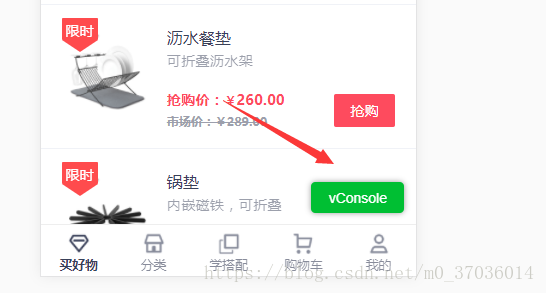 限时
沥水餐垫
可折叠沥水架
抢购价：￥260.00
抢购
市场价：￥289.00
限时
锅垫
内嵌磁铁，可折叠
vConsole
买好物 分类 学搭配 购物车 我的
https://blog.csdn.net/m0_37036014